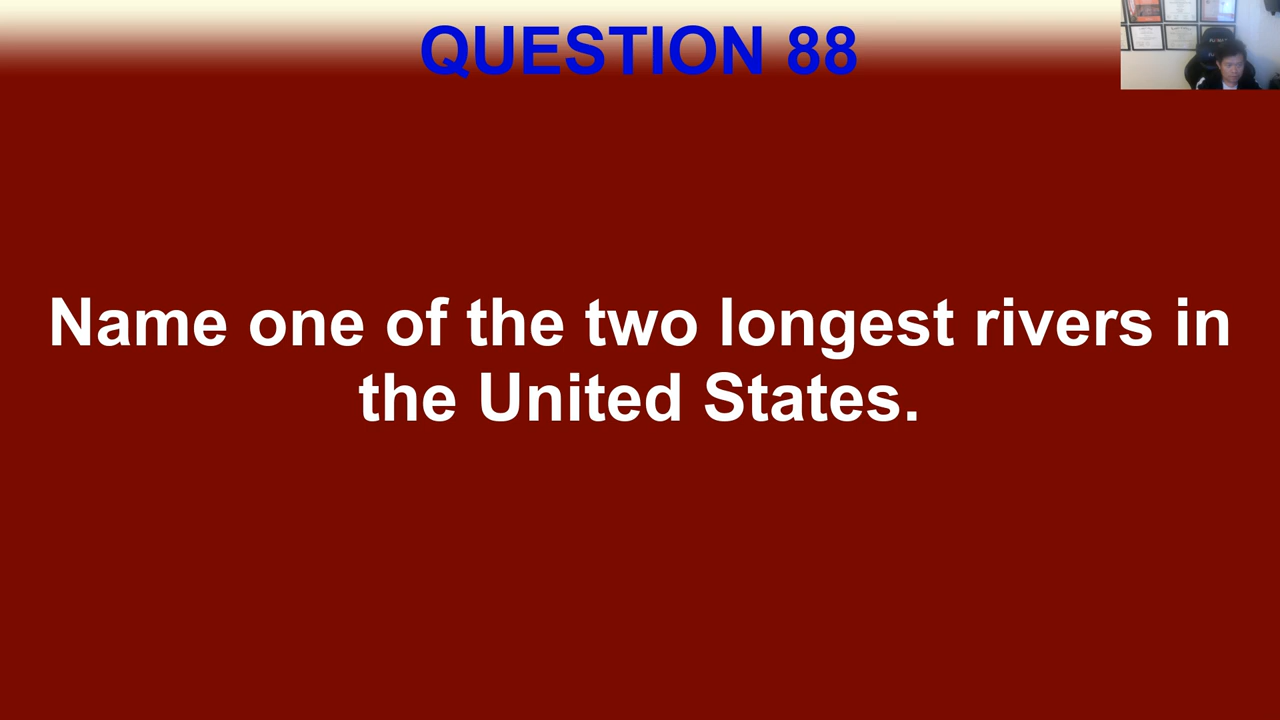 QUESTION 88
Name one of the two longest rivers in
the United States.